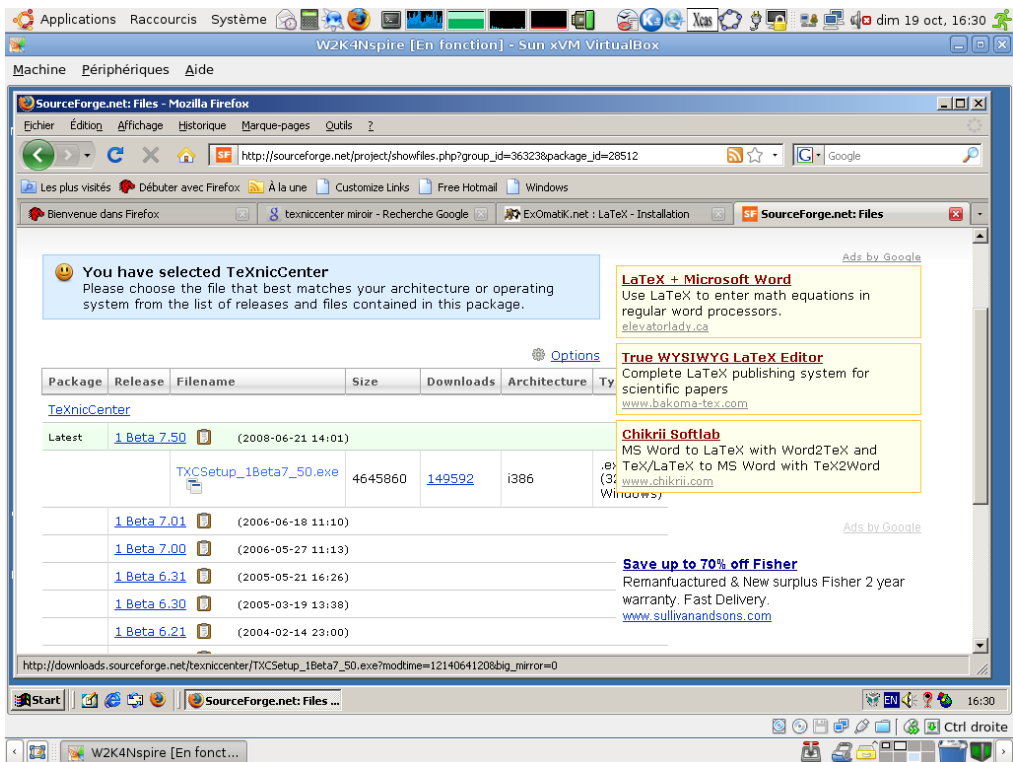 Applications Raccourcis Système Xcas dim 19 oct, 16:30
W2K4Nspire [En fonction] - Sun xVM VirtualBox
Machine Périphériques Aide
SourceForge.net: Files - Mozilla Firefox
Fichier Édition Affichage Historique Marque-pages Outils ?
SF http://sourceforge.net/project/showfiles.php?group_id=36323&package_id=28512 G Google
Les plus visités Débuter avec Firefox À la une Customize Links Free Hotmail Windows
Bienvenue dans Firefox texniccenter miroir - Recherche Google ExOmatiK.net : LaTeX - Installation SF SourceForge.net: Files
Ads by Google
You have selected TeXnicCenter
Please choose the file that best matches your architecture or operating
system from the list of releases and files contained in this package.
LaTeX + Microsoft Word
Use LaTeX to enter math equations in
regular word processors.
elevatorlady.ca
Options
True WYSIWYG LaTeX Editor
Complete LaTeX publishing system for
scientific papers
www.bakoma-tex.com
Package Release Filename Size Downloads Architecture Ty
TeXnicCenter
Latest 1 Beta 7.50 (2008-06-21 14:01)
Chikrii Softlab
MS Word to LaTeX with Word2TeX and
TeX/LaTeX to MS Word with TeX2Word
www.chikrii.com
TXCSetup_1Beta7_50.exe 4645860 149592 i386 .ex
(32
Windows)
1 Beta 7.01 (2006-06-18 11:10)
Ads by Google
1 Beta 7.00 (2006-05-27 11:13)
1 Beta 6.31 (2005-05-21 16:26)
1 Beta 6.30 (2005-03-19 13:38)
1 Beta 6.21 (2004-02-14 23:00)
Save up to 70% off Fisher
Remanfuactured & New surplus Fisher 2 year
warranty. Fast Delivery.
www.sullivanandsons.com
http://downloads.sourceforge.net/texniccenter/TXCSetup_1Beta7_50.exe?modtime=1214064120&big_mirror=0
Start SourceForge.net: Files ... EN 16:30
Ctrl droite
W2K4Nspire [En fonct...